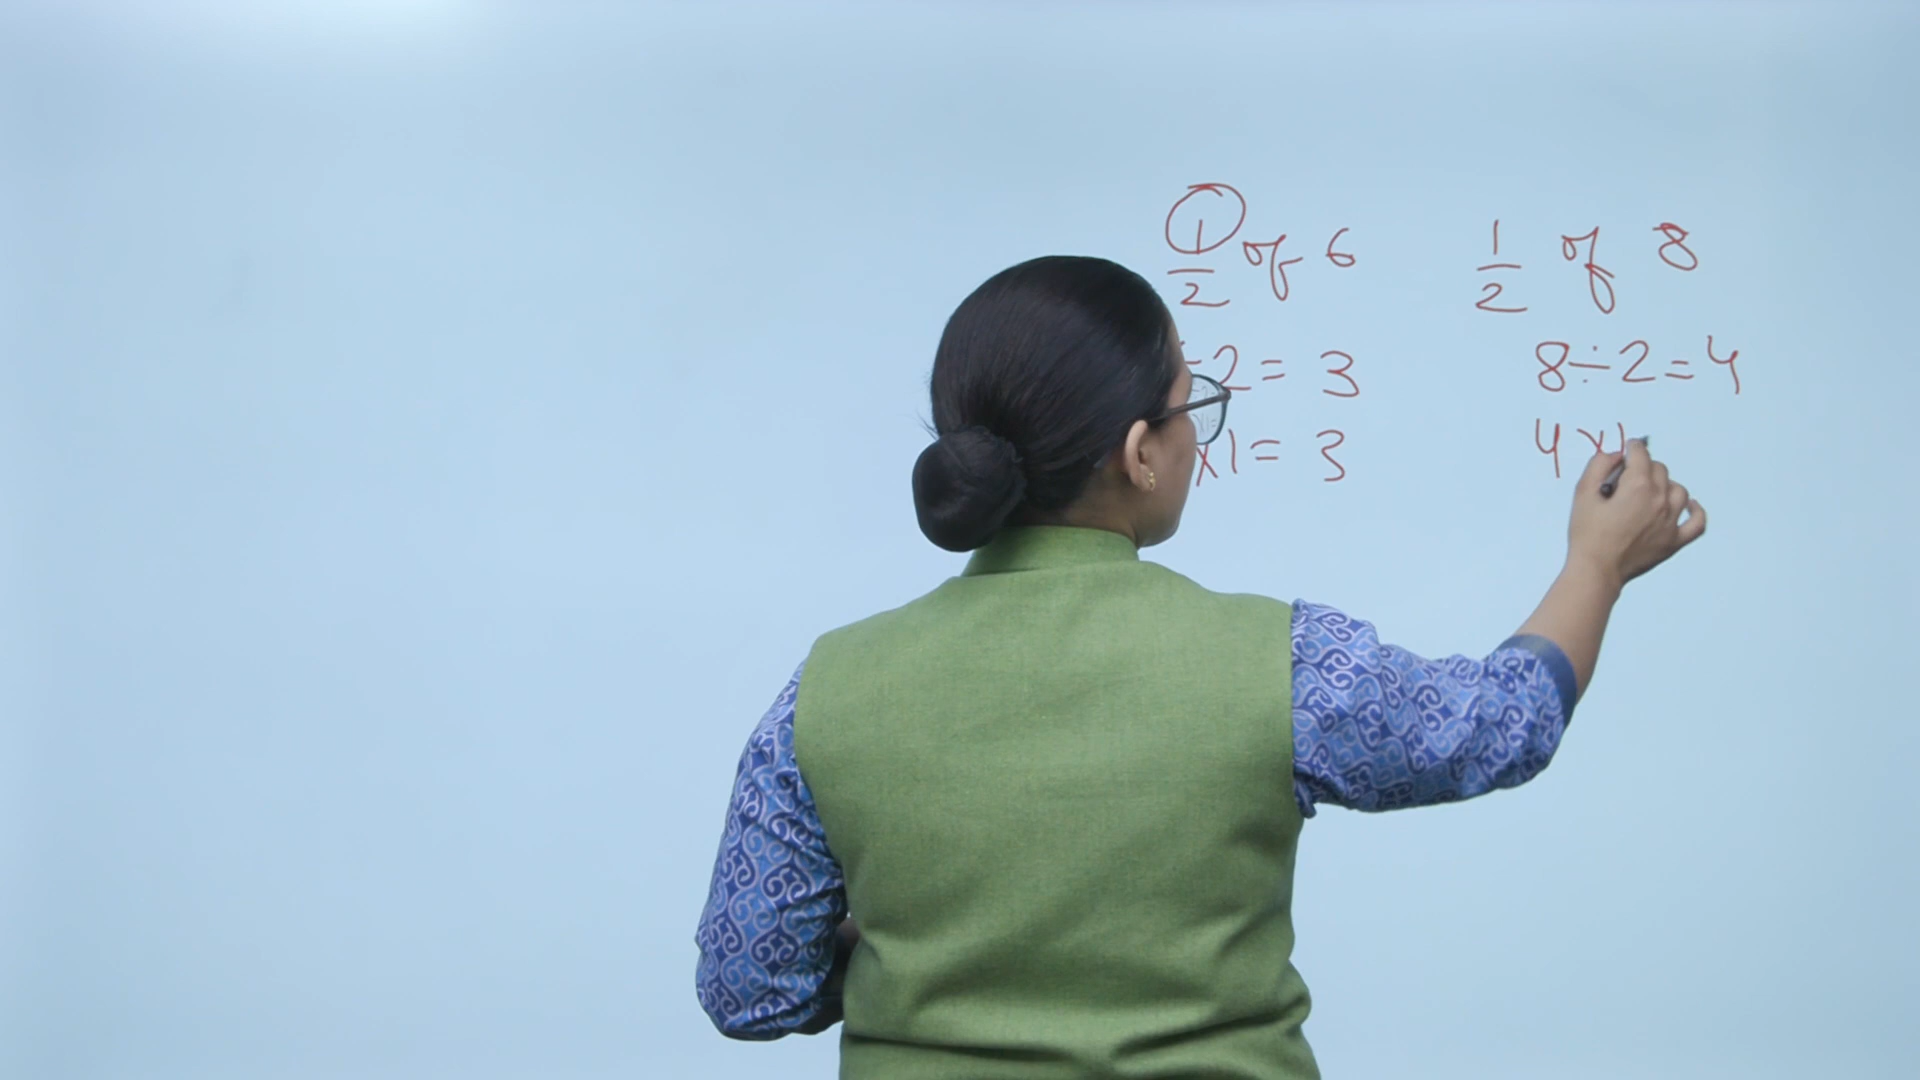 1/2 of 6
÷2 = 3
x1 = 3
1/2 of 8
8÷2=4
4x1